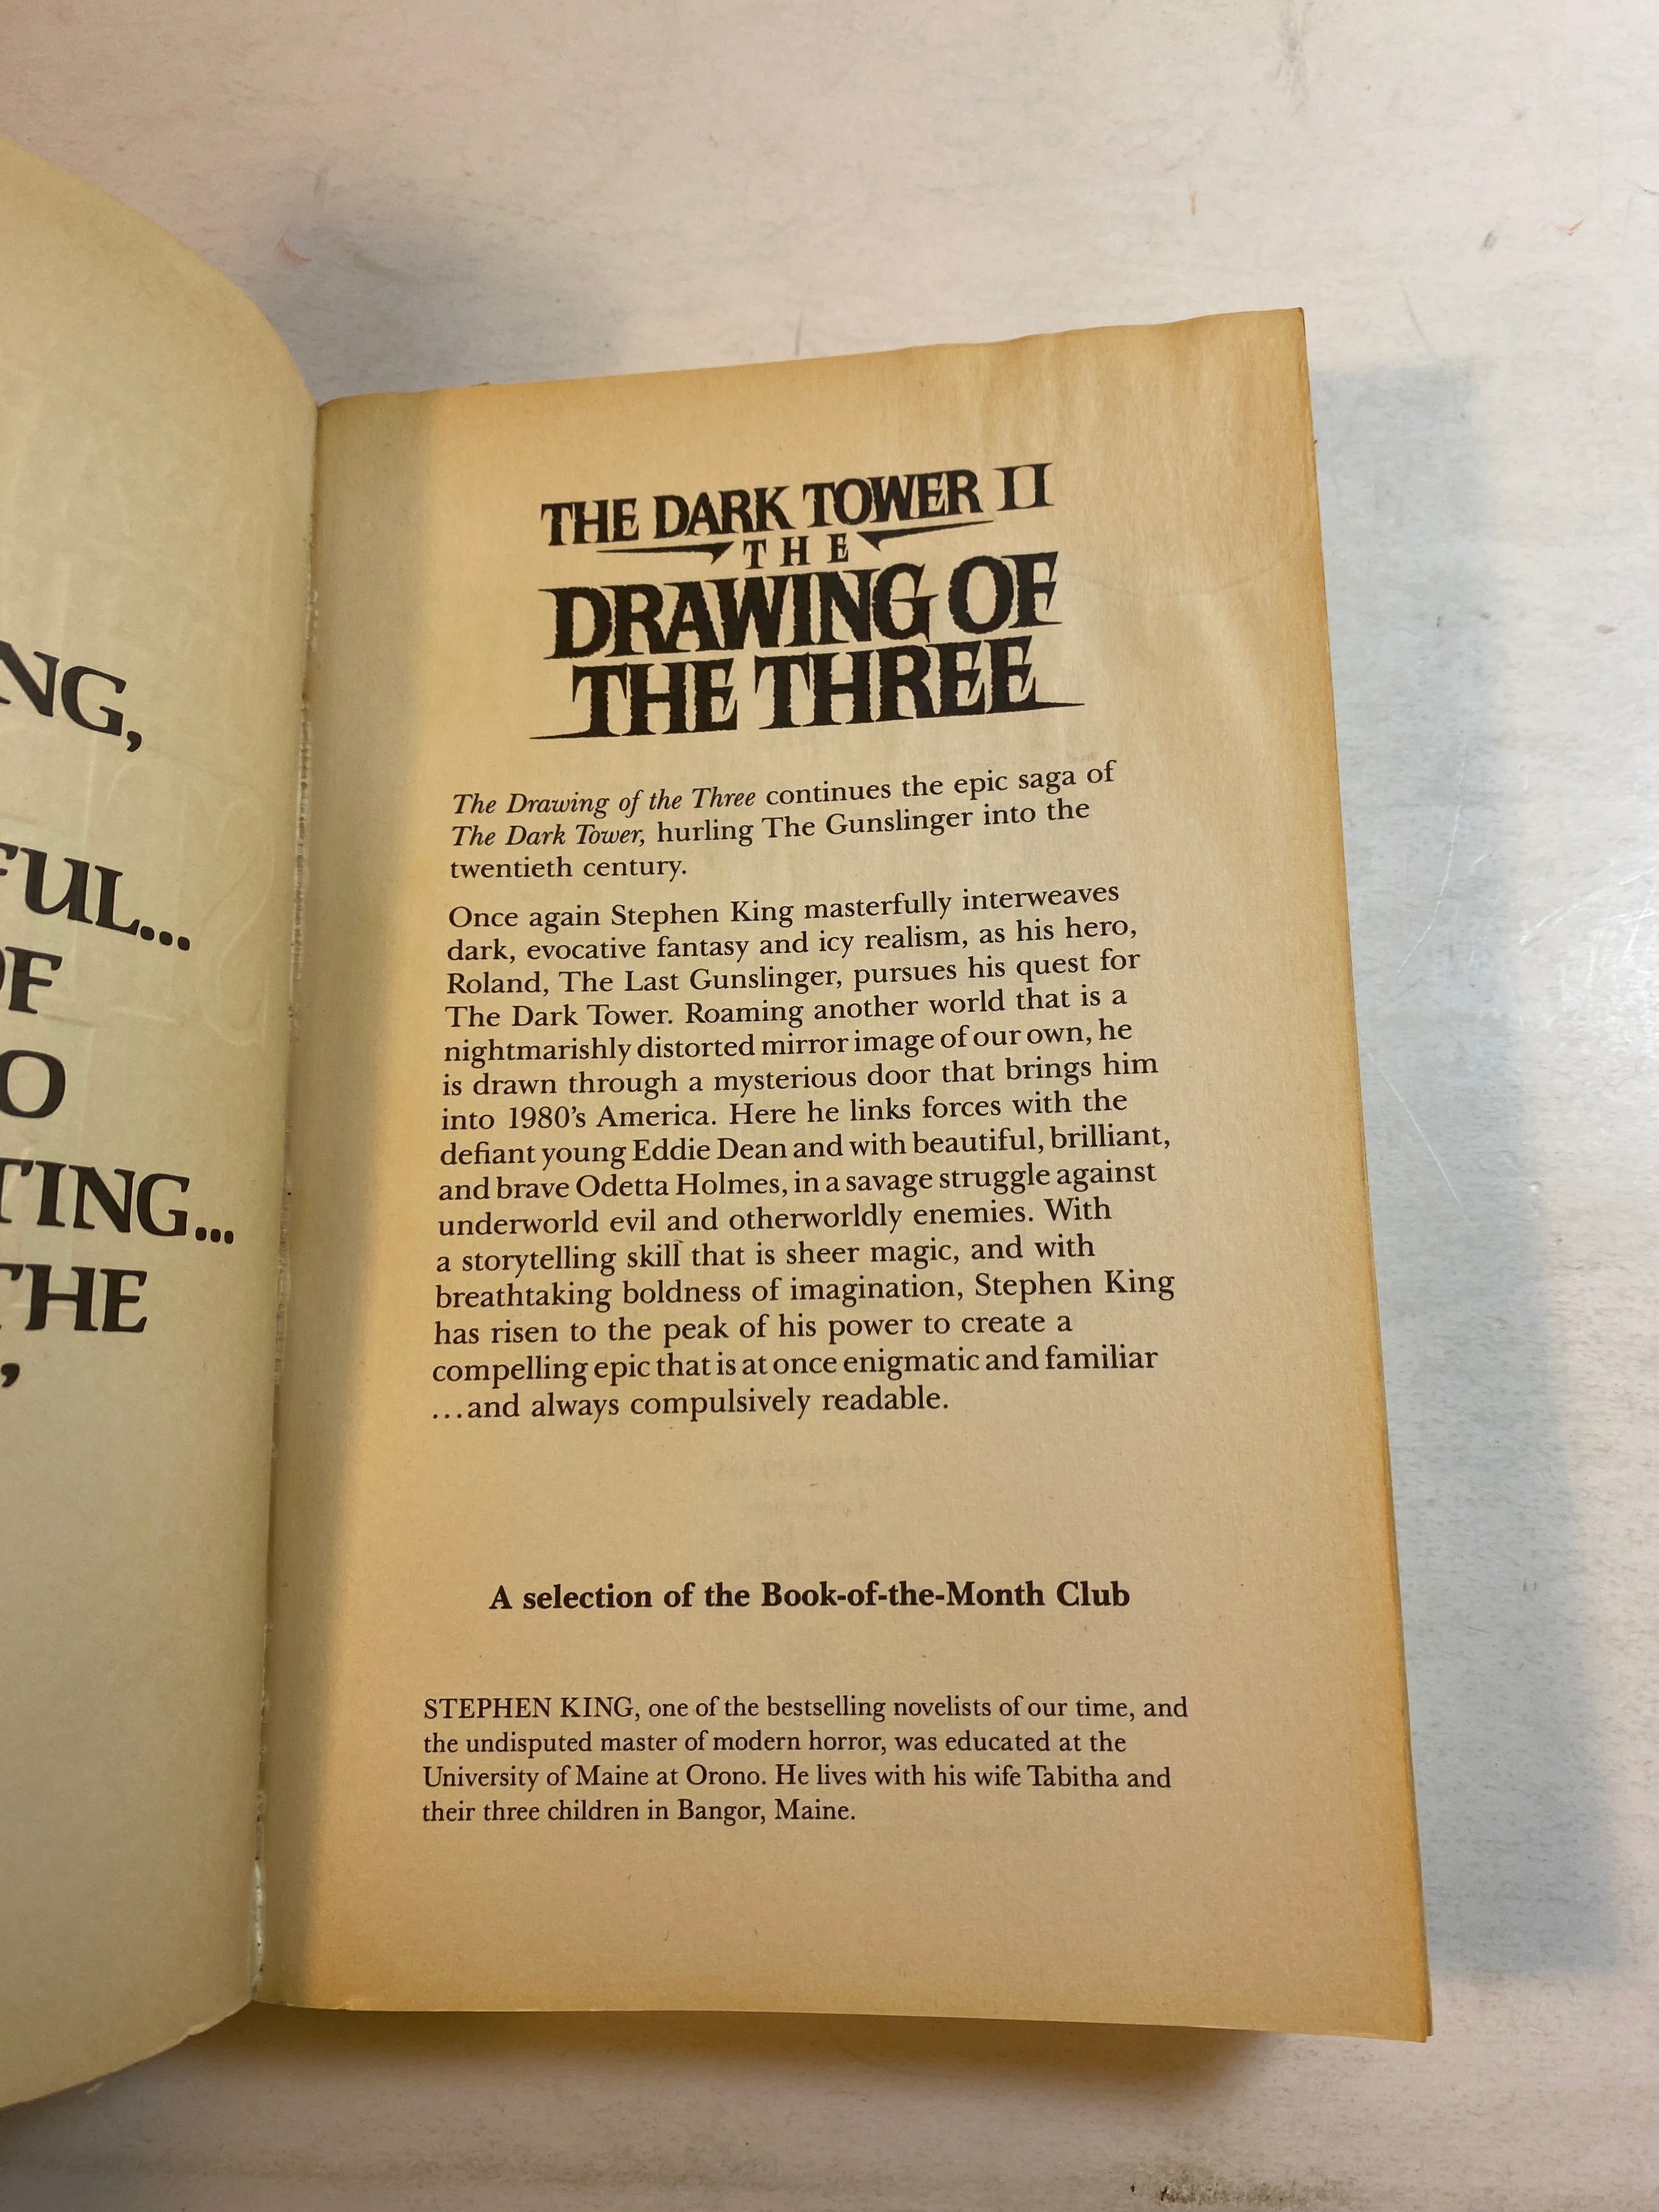 NG,
FUL...
OF
O
TING...
THE
"
THE DARK TOWER II
THE
DRAWING OF
THE THREE
The Drawing of the Three continues the epic saga of
The Dark Tower, hurling The Gunslinger into the
twentieth century.
Once again Stephen King masterfully interweaves
dark, evocative fantasy and icy realism, as his hero,
Roland, The Last Gunslinger, pursues his quest for
The Dark Tower. Roaming another world that is a
nightmarishly distorted mirror image of our own, he
is drawn through a mysterious door that brings him
into 1980's America. Here he links forces with the
defiant young Eddie Dean and with beautiful, brilliant,
and brave Odetta Holmes, in a savage struggle against
underworld evil and otherworldly enemies. With
a storytelling skill that is sheer magic, and with
breathtaking boldness of imagination, Stephen King
has risen to the peak of his power to create a
compelling epic that is at once enigmatic and familiar
...and always compulsively readable.
A selection of the Book-of-the-Month Club
STEPHEN KING, one of the bestselling novelists of our time, and
the undisputed master of modern horror, was educated at the
University of Maine at Orono. He lives with his wife Tabitha and
their three children in Bangor, Maine.